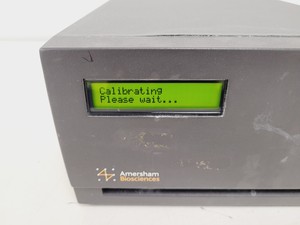 Calibrating
Please wait...
Amersham
Biosciences